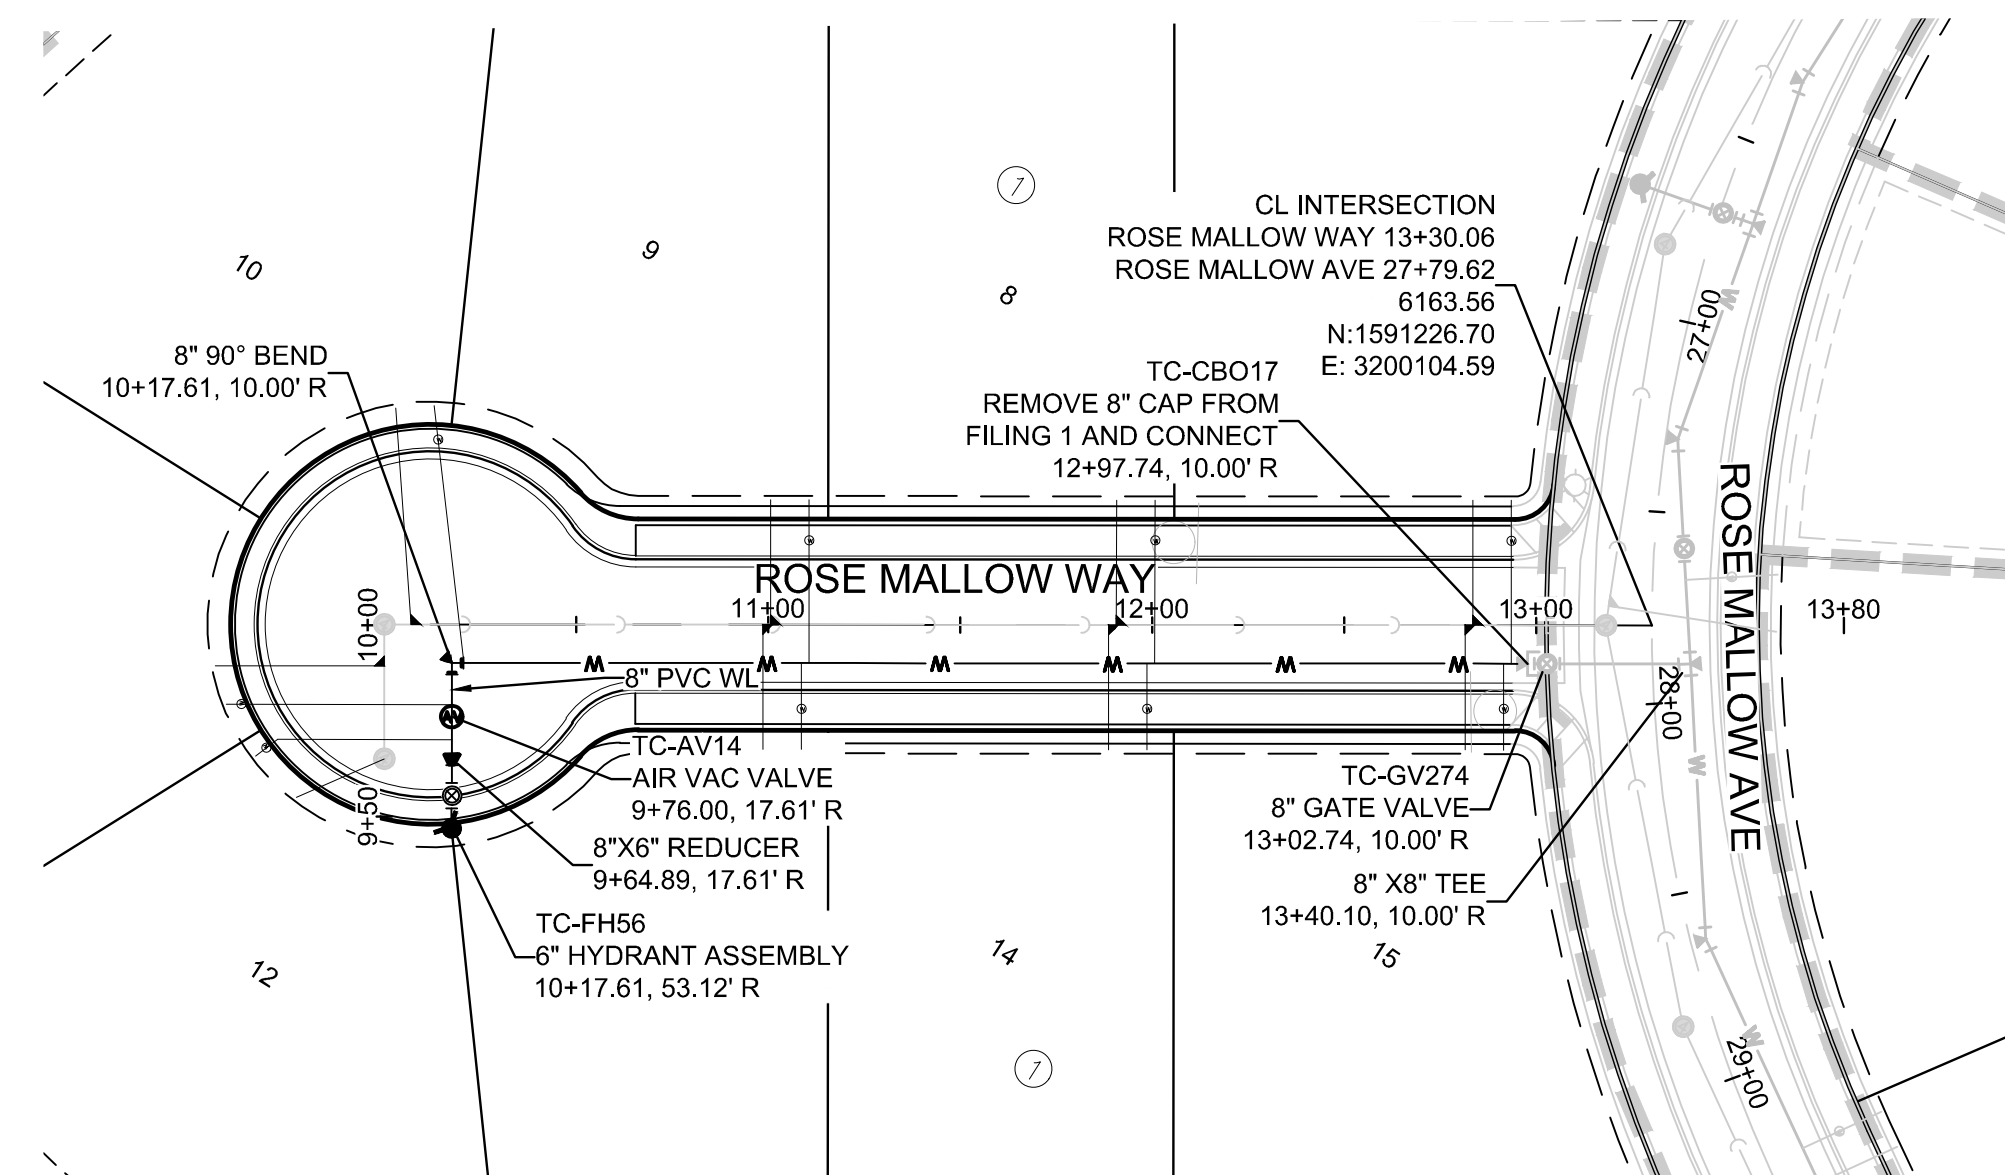 10
9
7
8
CL INTERSECTION
ROSE MALLOW WAY 13+30.06
ROSE MALLOW AVE 27+79.62
6163.56
N:1591226.70
E: 3200104.59
27+00
8" 90° BEND
10+17.61, 10.00' R
TC-CBO17
REMOVE 8" CAP FROM
FILING 1 AND CONNECT
12+97.74, 10.00' R
ROSE MALLOW AVE
ROSE MALLOW WAY
10+00
11+00
12+00
13+00
13+80
W W W W W W
W
8" PVC WL
28+00
W
AV
TC-AV14
AIR VAC VALVE
9+76.00, 17.61' R
9+50
8"X6" REDUCER
9+64.89, 17.61' R
TC-GV274
8" GATE VALVE
13+02.74, 10.00' R
8" X8" TEE
13+40.10, 10.00' R
TC-FH56
6" HYDRANT ASSEMBLY
10+17.61, 53.12' R
12
14
15
W
29+00
7